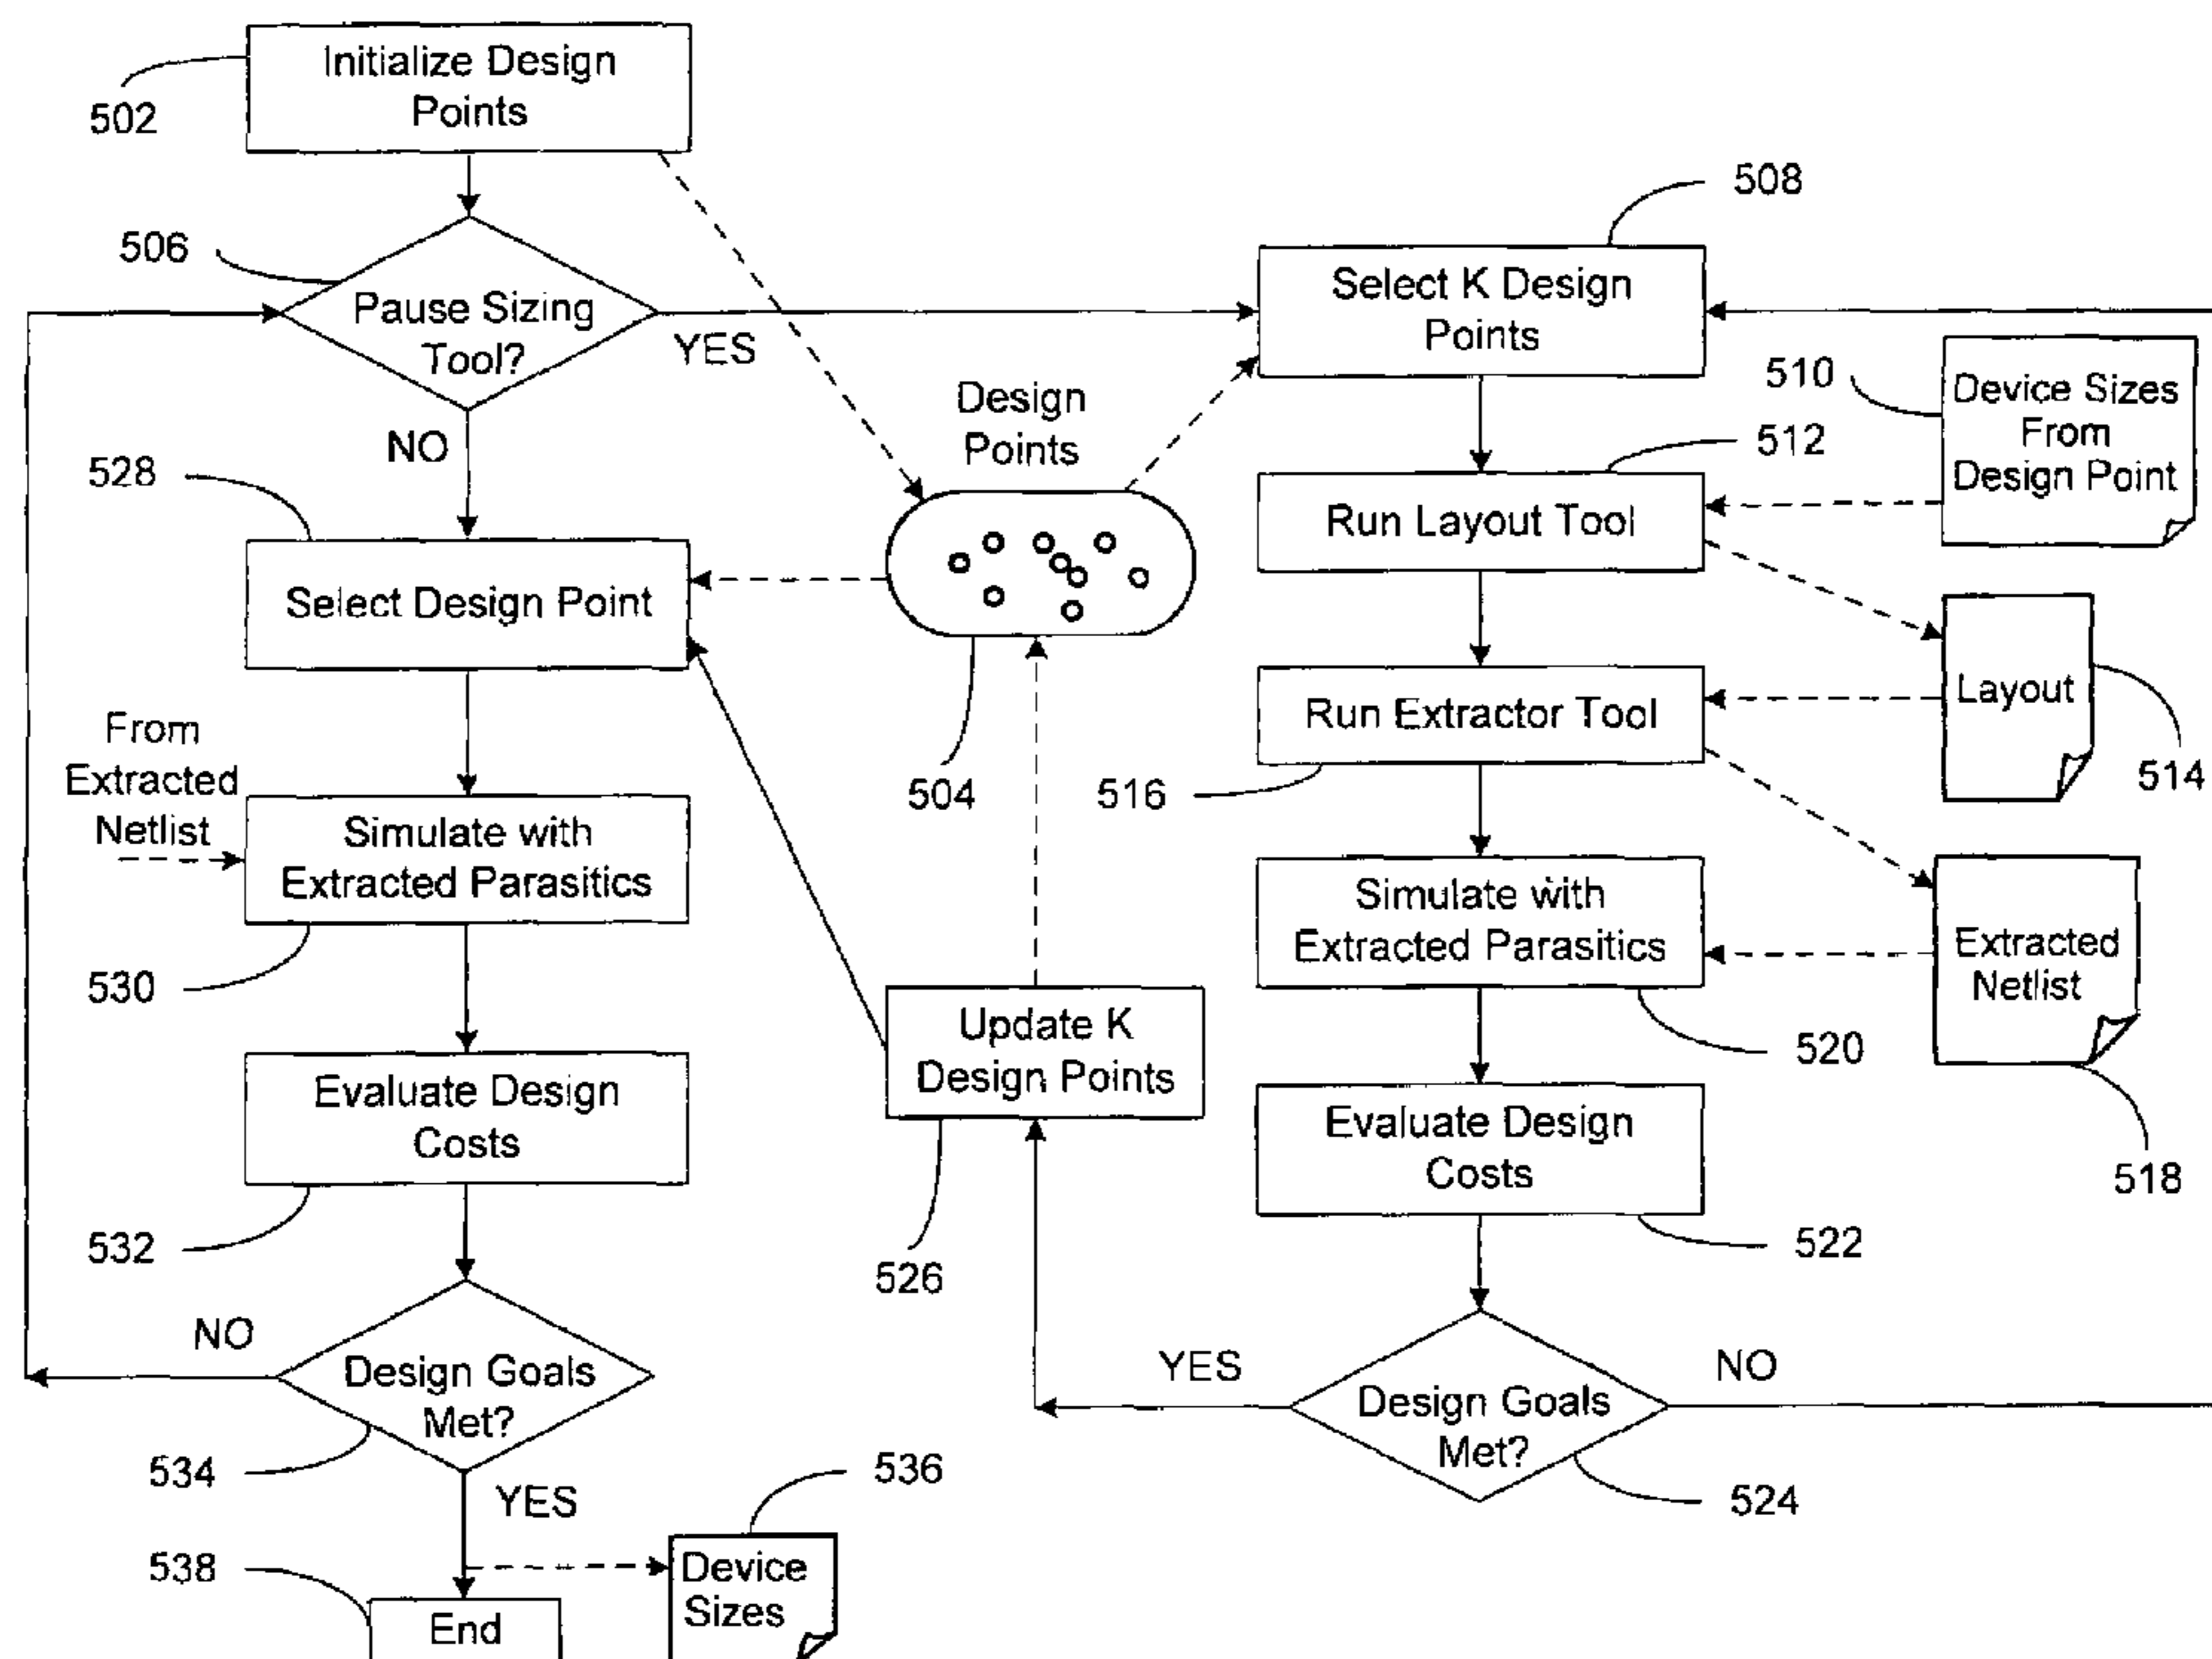 Initialize Design
Points
502
508
506
Pause Sizing
Tool?
YES
Select K Design
Points
510
Device Sizes
From
Design Point
Design
Points
NO
512
528
Run Layout Tool
Select Design Point
Layout
514
From
Extracted
Netlist
504
Run Extractor Tool
516
Simulate with
Extracted Parasitics
Simulate with
Extracted Parasitics
Extracted
Netlist
530
Update K
Design Points
520
518
Evaluate Design
Costs
Evaluate Design
Costs
532
526
522
NO
Design Goals
Met?
YES
Design Goals
Met?
NO
534
YES
536
524
538
Device
Sizes
End